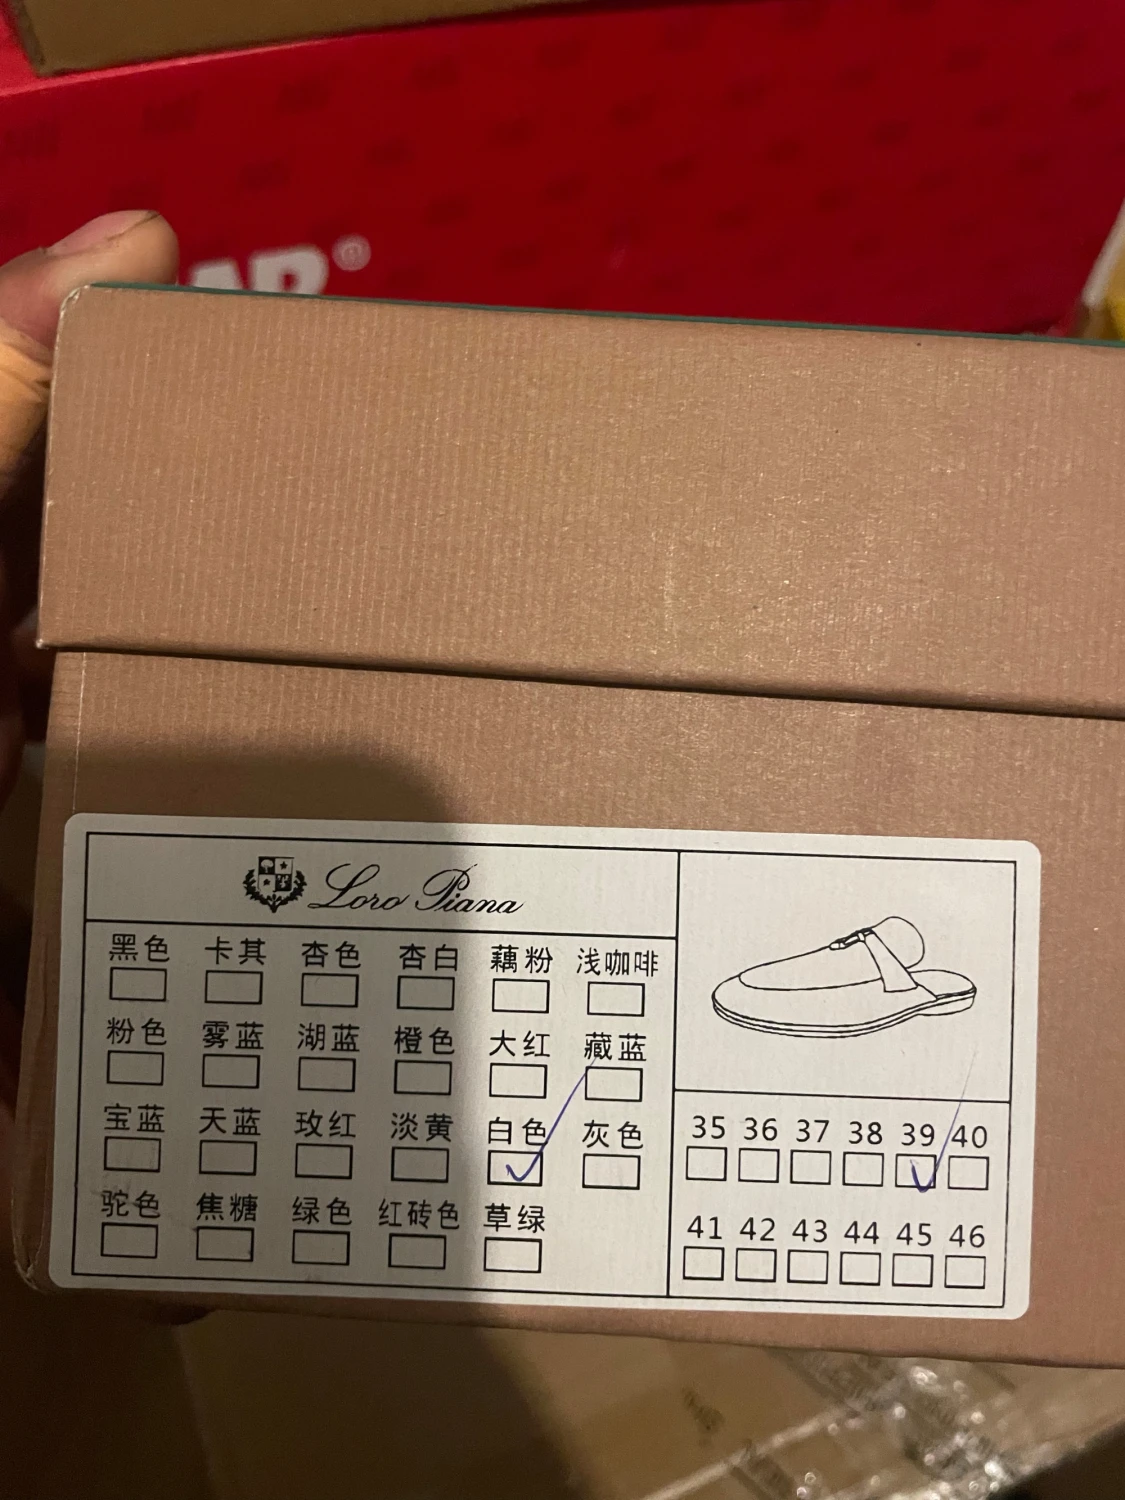 AR®
Loro Piana
黑色 卡其 杏色 杏白 藕粉 浅咖啡
粉色 雾蓝 湖蓝 橙色 大红 藏蓝
宝蓝 天蓝 玫红 淡黄 白色 灰色
驼色 焦糖 绿色 红砖色 草绿
35 36 37 38 39 40
41 42 43 44 45 46